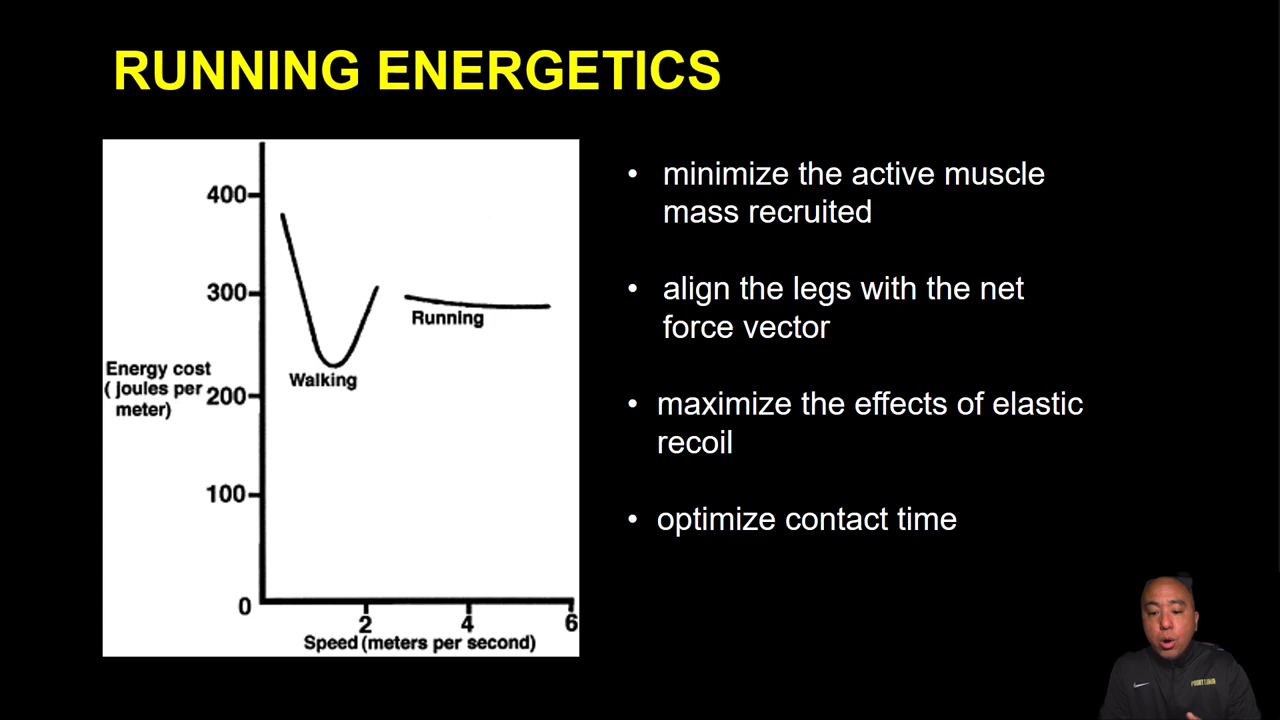 RUNNING ENERGETICS
400
300
200
100
0
Energy cost
( joules per
meter)
Walking
Running
2
4
6
Speed (meters per second)
• minimize the active muscle
mass recruited
• align the legs with the net
force vector
• maximize the effects of elastic
recoil
• optimize contact time